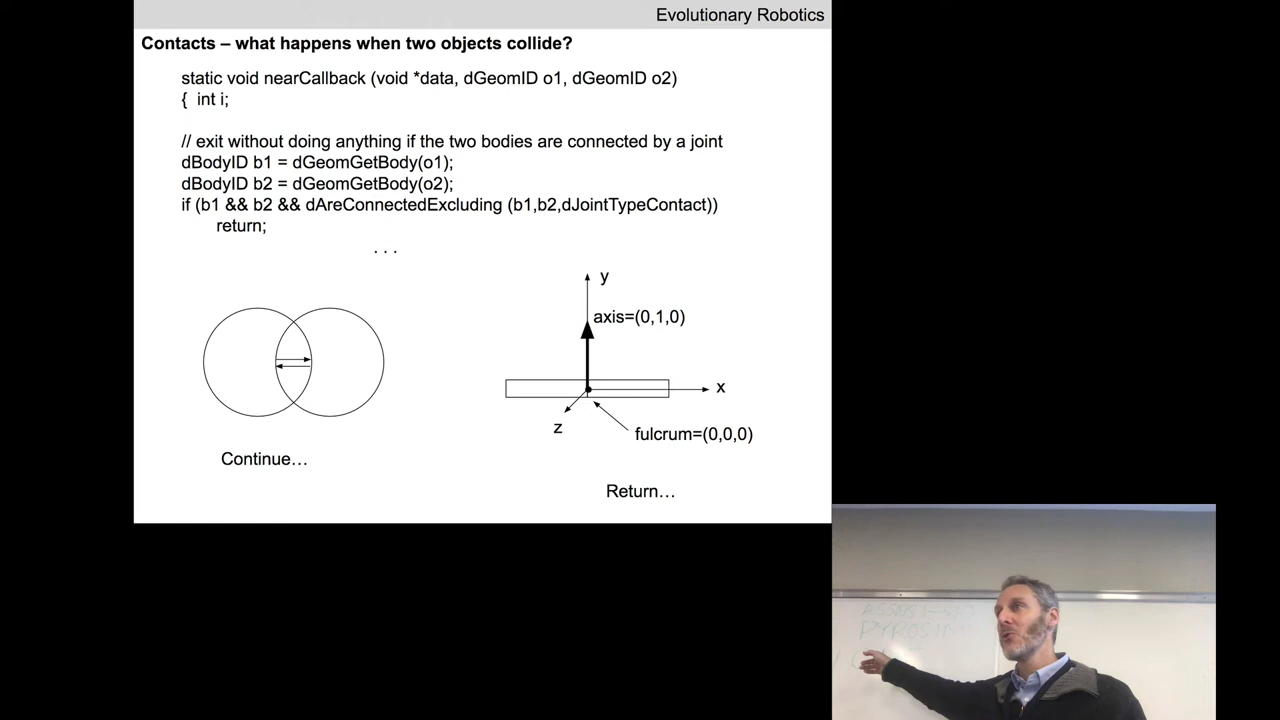 Evolutionary Robotics
Contacts – what happens when two objects collide?
static void nearCallback (void *data, dGeomID o1, dGeomID o2)
{ int i;
// exit without doing anything if the two bodies are connected by a joint
dBodyID b1 = dGeomGetBody(o1);
dBodyID b2 = dGeomGetBody(o2);
if (b1 && b2 && dAreConnectedExcluding (b1,b2,dJointTypeContact))
return;
. . .
y
axis=(0,1,0)
x
z
fulcrum=(0,0,0)
Continue…
Return…